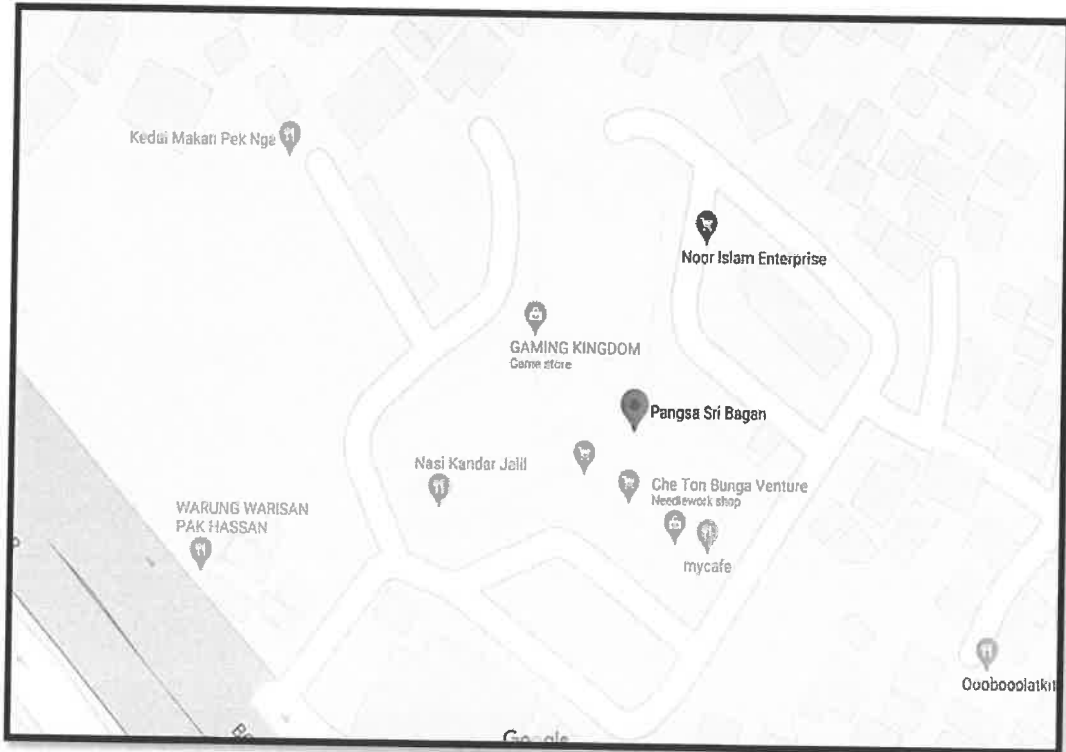 Kedai Makan Pek Nga
Noor Islam Enterprise
GAMING KINGDOM
Game store
Pangsa Sri Bagan
Nasi Kandar Jalil
Che Ton Bunga Venture
Needlework shop
WARUNG WARISAN
PAK HASSAN
mycafe
Ooobooolatkit
Google